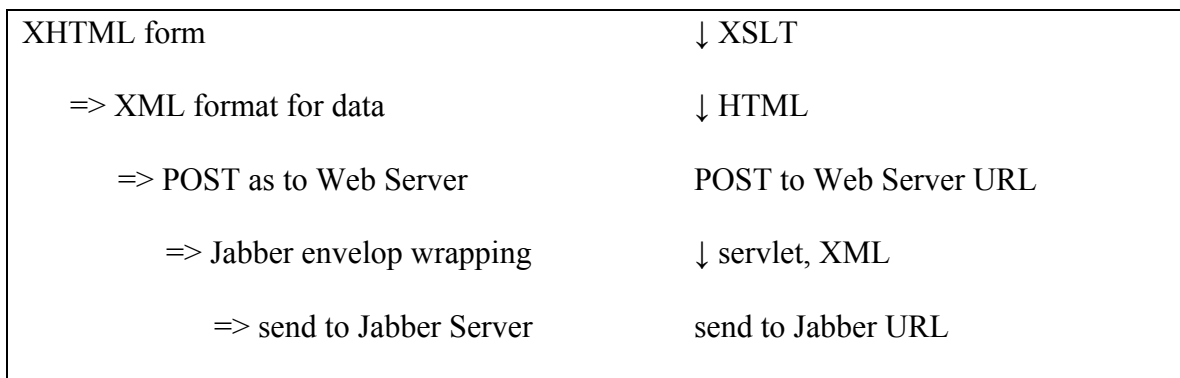 XHTML form ↓ XSLT
=> XML format for data ↓ HTML
=> POST as to Web Server POST to Web Server URL
=> Jabber envelop wrapping ↓ servlet, XML
=> send to Jabber Server send to Jabber URL